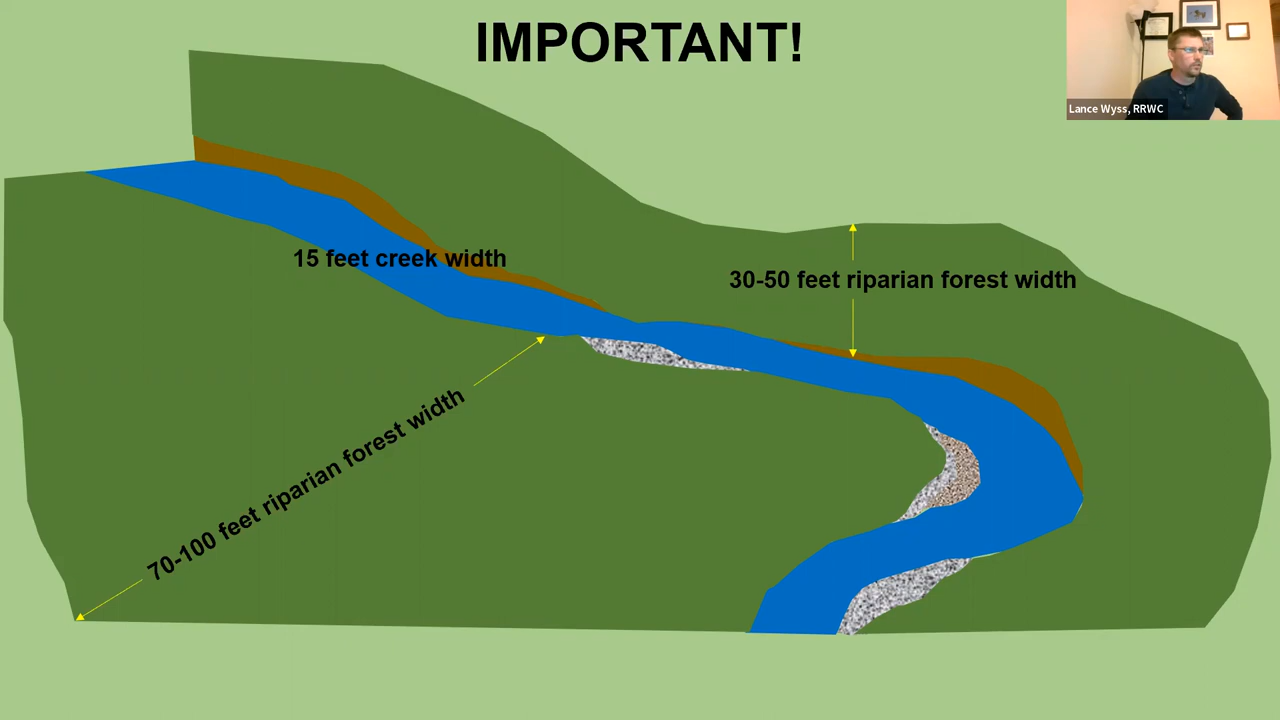 IMPORTANT!
Lance Wyss, RRWC
15 feet creek width
30-50 feet riparian forest width
70-100 feet riparian forest width